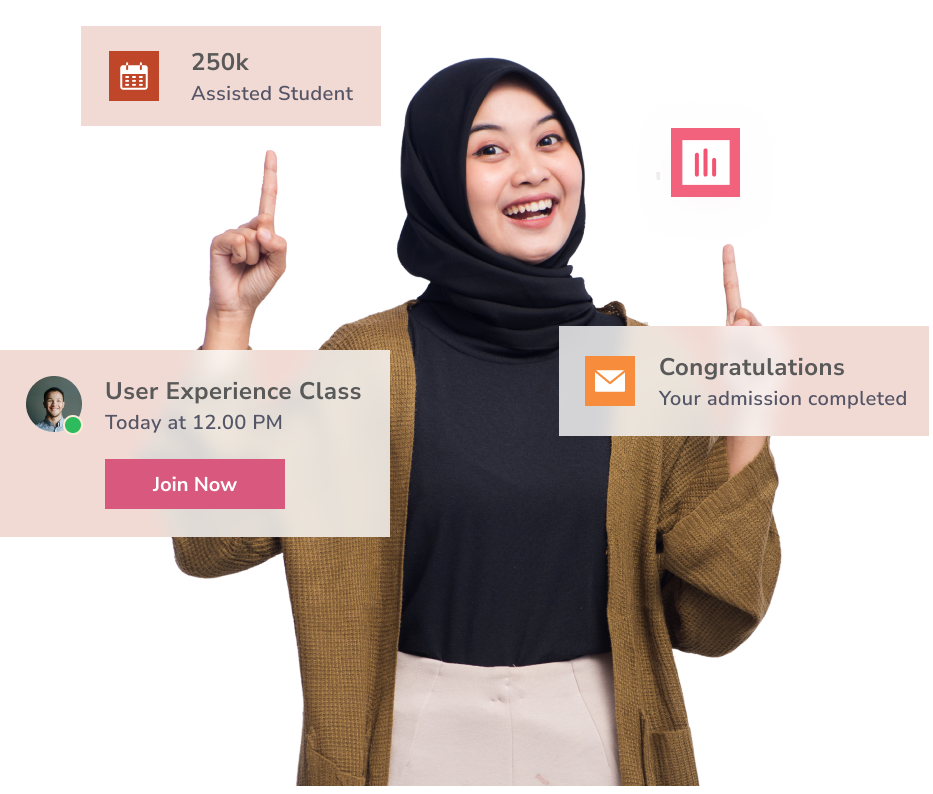 250k
Assisted Student
Congratulations
Your admission completed
User Experience Class
Today at 12.00 PM
Join Now